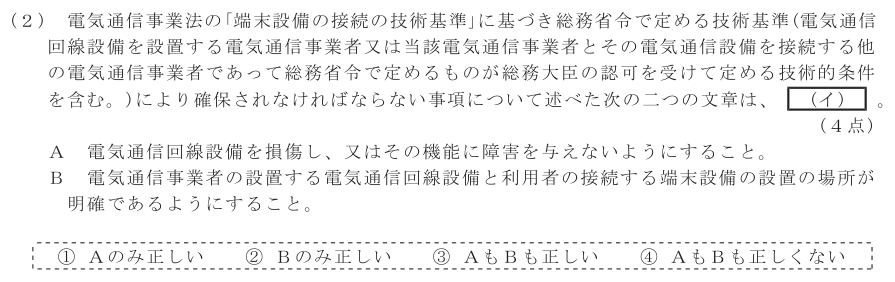 (２) 電気通信事業法の｢端末設備の接続の技術基準｣に基づき総務省令で定める技術基準(電気通信
回線設備を設置する電気通信事業者又は当該電気通信事業者とその電気通信設備を接続する他
の電気通信事業者であって総務省令で定めるものが総務大臣の認可を受けて定める技術的条件
を含む。)により確保されなければならない事項について述べた次の二つの文章は、 (イ) 。
(４点)
Ａ 電気通信回線設備を損傷し、又はその機能に障害を与えないようにすること。
Ｂ 電気通信事業者の設置する電気通信回線設備と利用者の接続する端末設備の設置の場所が
明確であるようにすること。
① Ａのみ正しい ② Ｂのみ正しい ③ ＡもＢも正しい ④ ＡもＢも正しくない